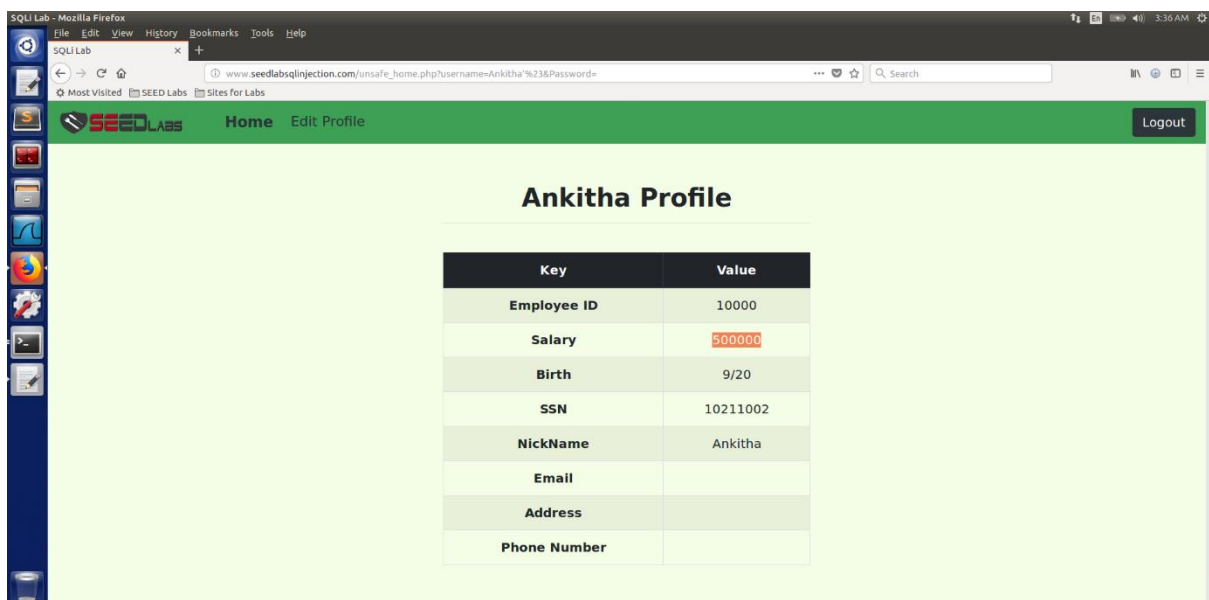 SQLi Lab - Mozilla Firefox
En 3:36 AM
File Edit View History Bookmarks Tools Help
SQLi Lab × +
www.seedlabsqlinjection.com/unsafe_home.php?username=Ankitha'%23&Password=
Search
Most Visited SEED Labs Sites for Labs
SEEDLABS Home Edit Profile Logout
Ankitha Profile
Key Value
Employee ID 10000
Salary 500000
Birth 9/20
SSN 10211002
NickName Ankitha
Email
Address
Phone Number